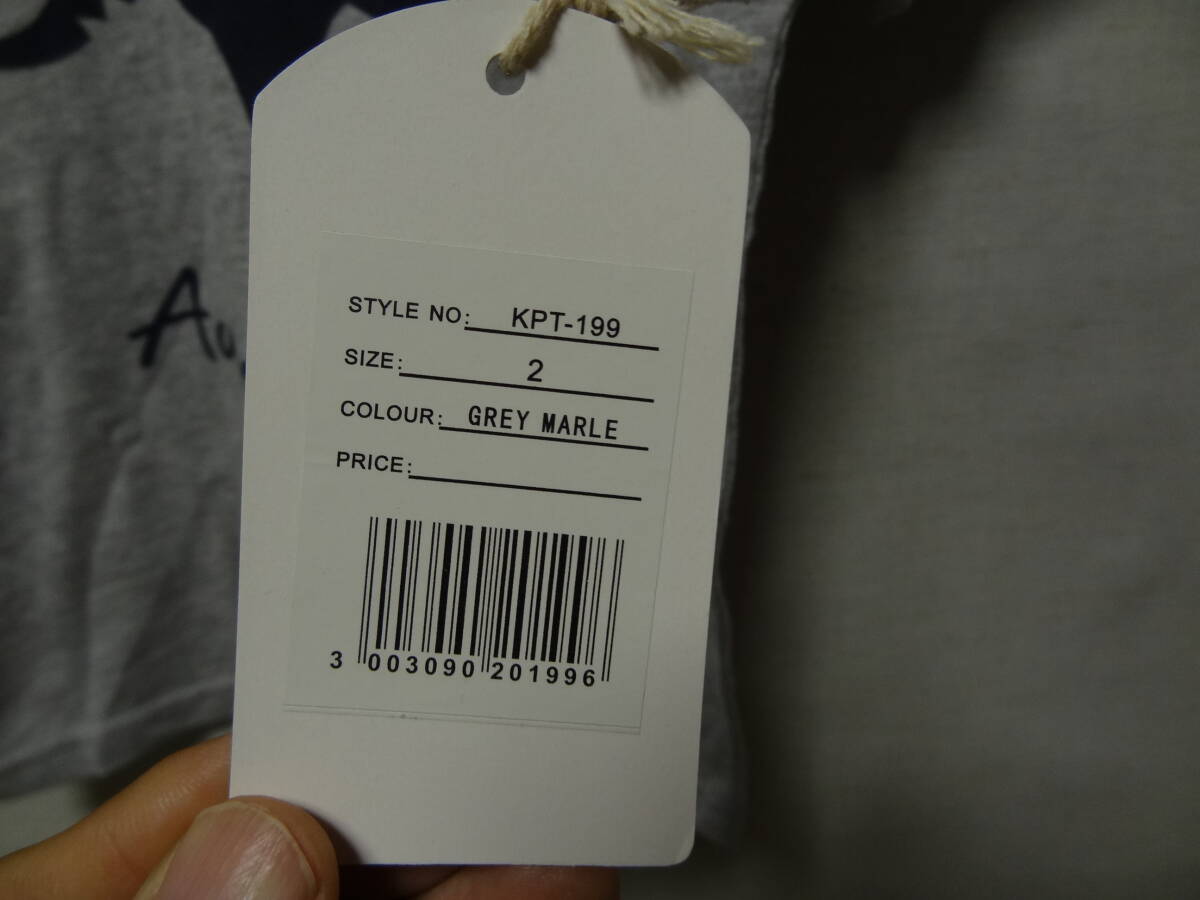 STYLE NO: KPT-199
SIZE: 2
COLOUR: GREY MARLE
PRICE:
3 003090 201996